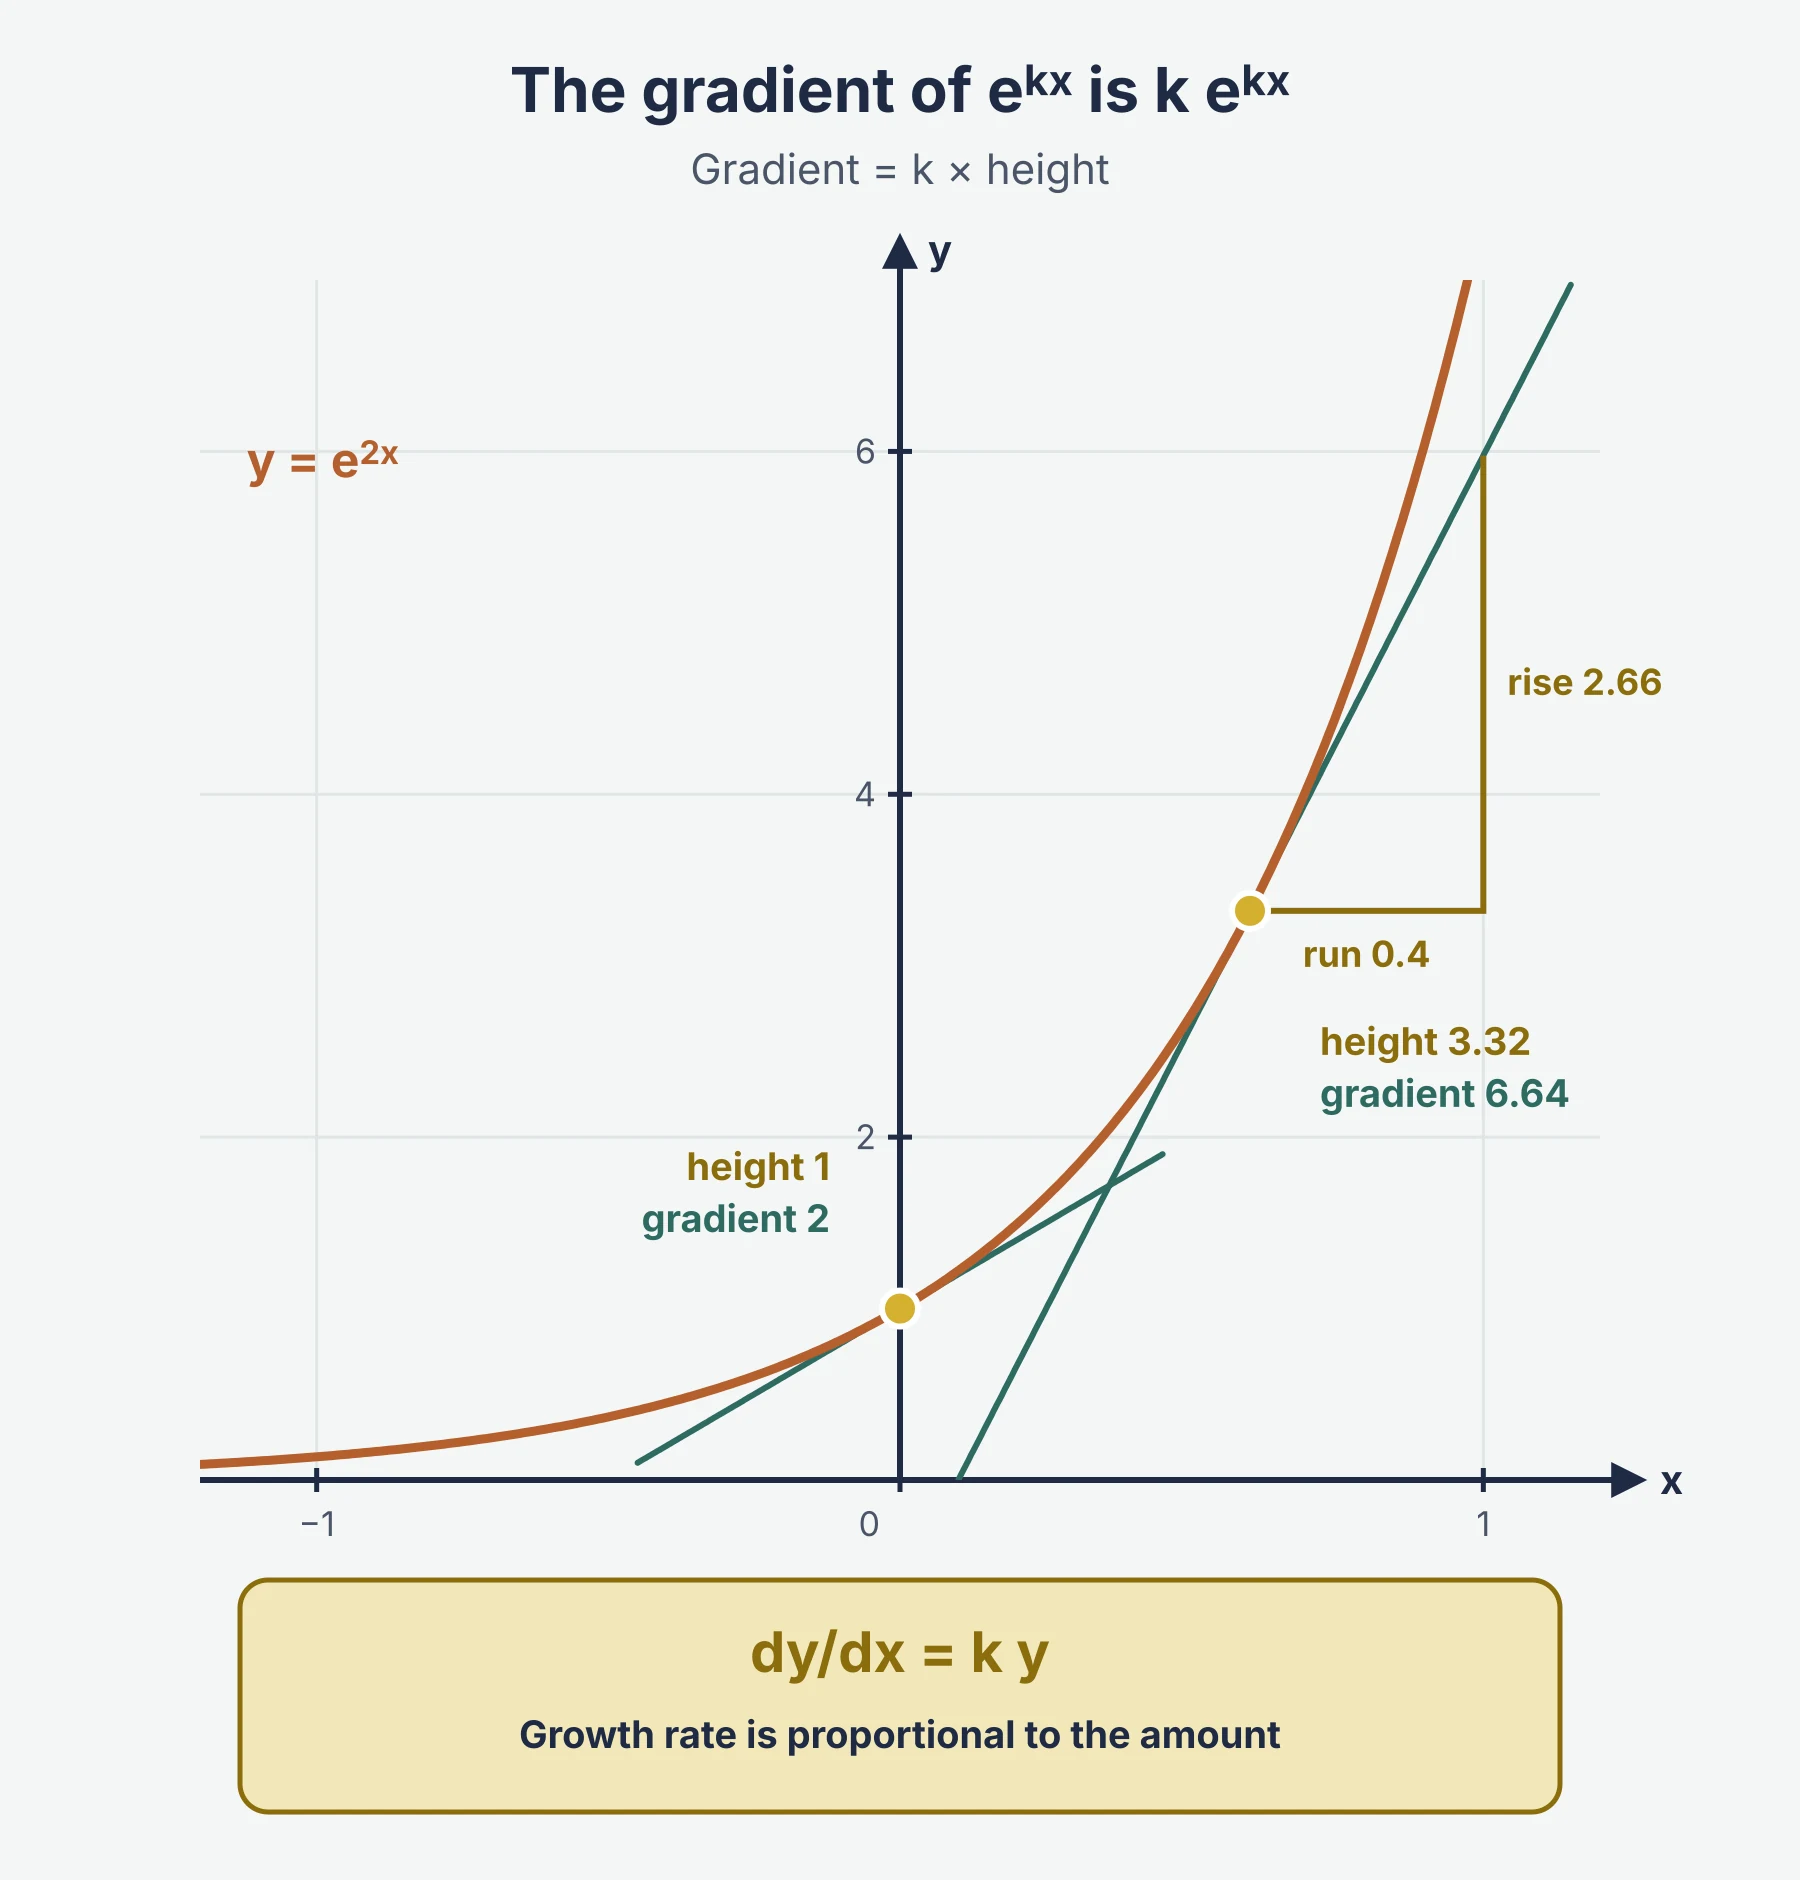 The gradient of eᵏˣ is k eᵏˣ
Gradient = k × height
y
6
y = e²ˣ
rise 2.66
4
run 0.4
height 3.32
gradient 6.64
2
height 1
gradient 2
x
−1
0
1
dy/dx = k y
Growth rate is proportional to the amount